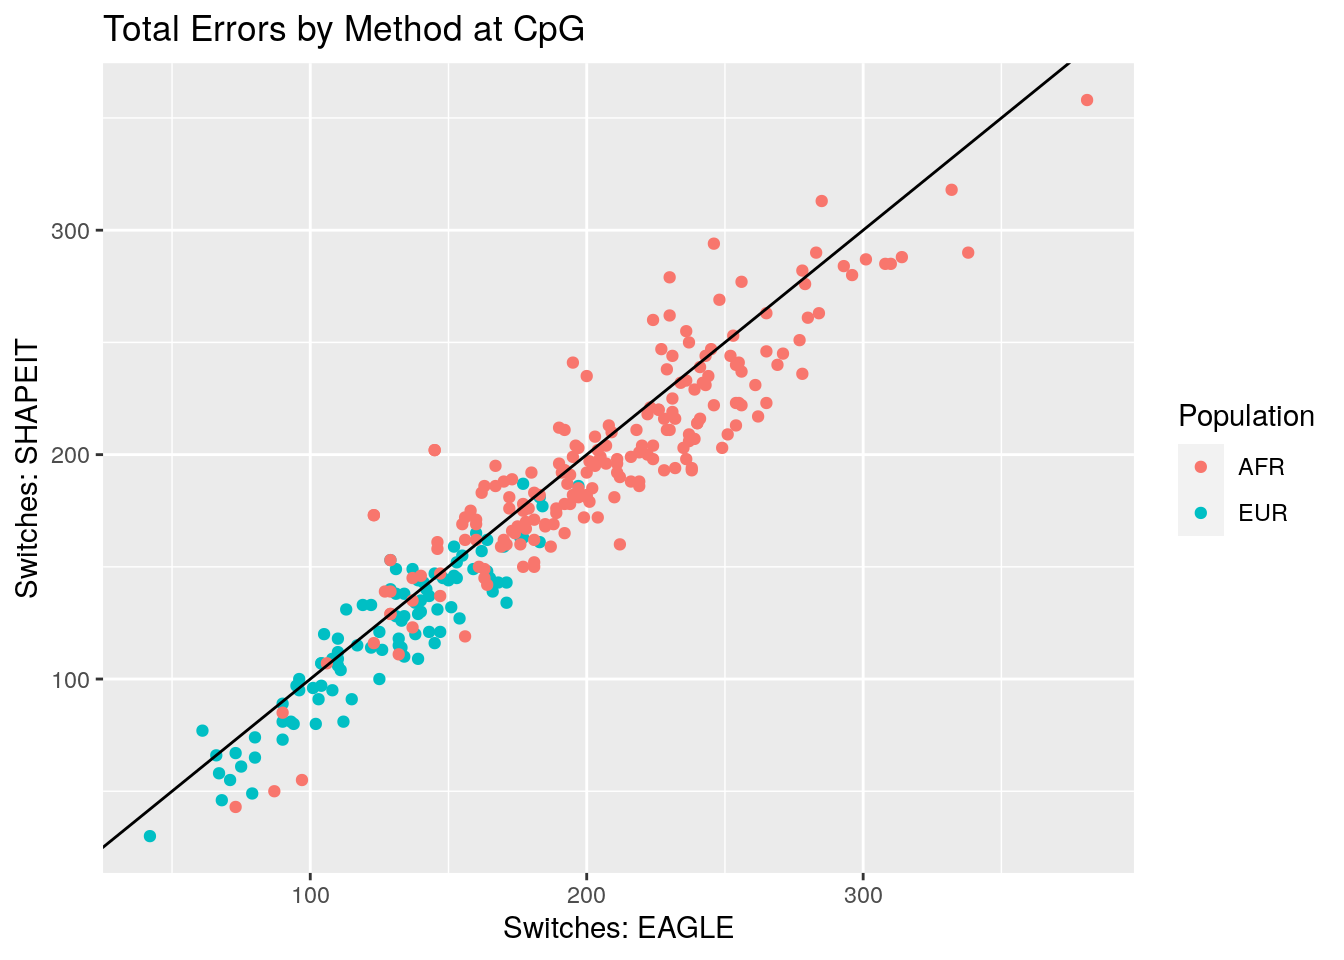 Total Errors by Method at CpG
Switches: SHAPEIT
300
200
100
100
200
300
Switches: EAGLE
Population
AFR
EUR